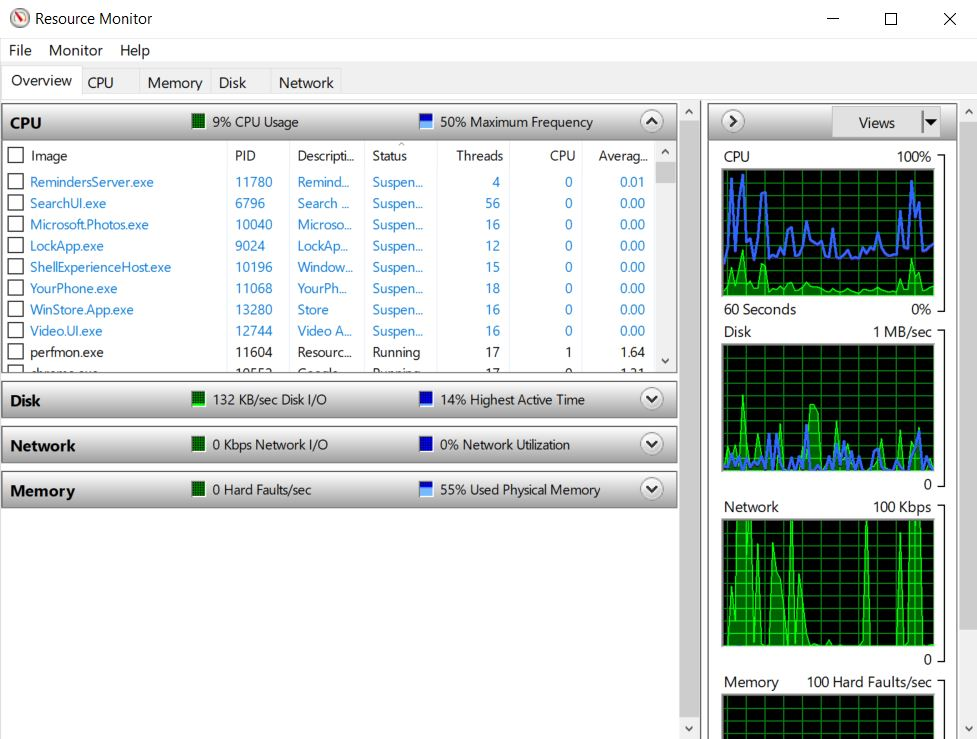 Resource Monitor
File Monitor Help
Overview CPU Memory Disk Network
CPU 9% CPU Usage 50% Maximum Frequency
Image PID Descripti... Status Threads CPU Averag...
RemindersServer.exe 11780 Remind... Suspen... 4 0 0.01
SearchUI.exe 6796 Search ... Suspen... 56 0 0.00
Microsoft.Photos.exe 10040 Microso... Suspen... 16 0 0.00
LockApp.exe 9024 LockAp... Suspen... 12 0 0.00
ShellExperienceHost.exe 10196 Window... Suspen... 15 0 0.00
YourPhone.exe 11068 YourPh... Suspen... 18 0 0.00
WinStore.App.exe 13280 Store Suspen... 16 0 0.00
Video.UI.exe 12744 Video A... Suspen... 16 0 0.00
perfmon.exe 11604 Resourc... Running 17 1 1.64
Disk 132 KB/sec Disk I/O 14% Highest Active Time
Network 0 Kbps Network I/O 0% Network Utilization
Memory 0 Hard Faults/sec 55% Used Physical Memory
Views
CPU 100%
60 Seconds 0%
Disk 1 MB/sec
0
Network 100 Kbps
0
Memory 100 Hard Faults/sec